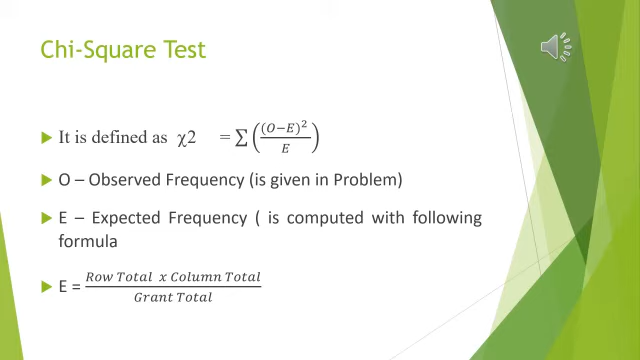 Chi-Square Test
It is defined as χ2 = ∑ ( (O−E)² / E )
O – Observed Frequency (is given in Problem)
E – Expected Frequency ( is computed with following
formula
E = Row Total x Column Total / Grant Total